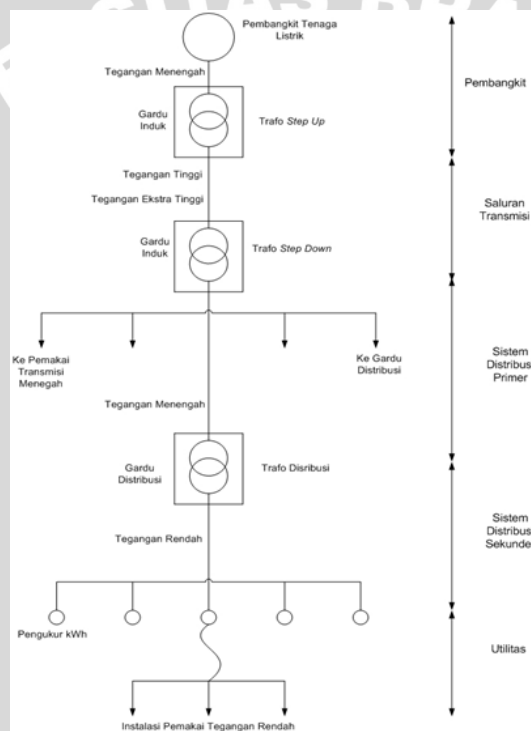 Pembangkit Tenaga
Listrik
Tegangan Menengah
Pembangkit
Gardu
Induk
Trafo Step Up
Tegangan Tinggi
Tegangan Ekstra Tinggi
Saluran
Transmisi
Gardu
Induk
Trafo Step Down
Ke Pemakai
Transmisi
Menegah
Ke Gardu
Distribusi
Sistem
Distribus
Primer
Tegangan Menengah
Gardu
Distribusi
Trafo Disribusi
Tegangan Rendah
Sistem
Distribus
Sekunde
Pengukur kWh
Utilitas
Instalasi Pemakai Tegangan Rendah